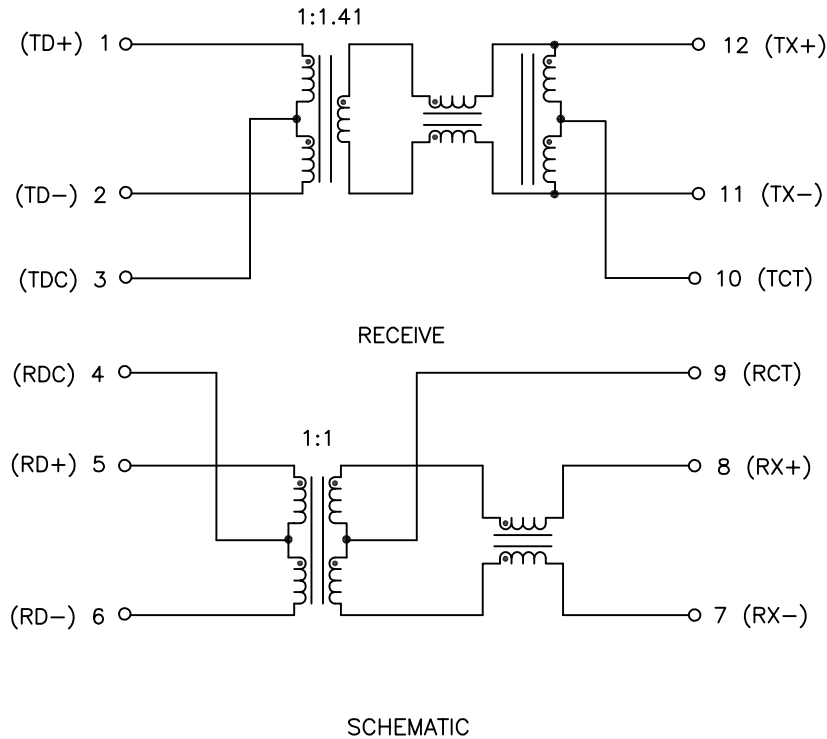 1:1.41
(TD+) 1
12 (TX+)
(TD−) 2
11 (TX−)
(TDC) 3
10 (TCT)
RECEIVE
(RDC) 4
9 (RCT)
1:1
(RD+) 5
8 (RX+)
(RD−) 6
7 (RX−)
SCHEMATIC